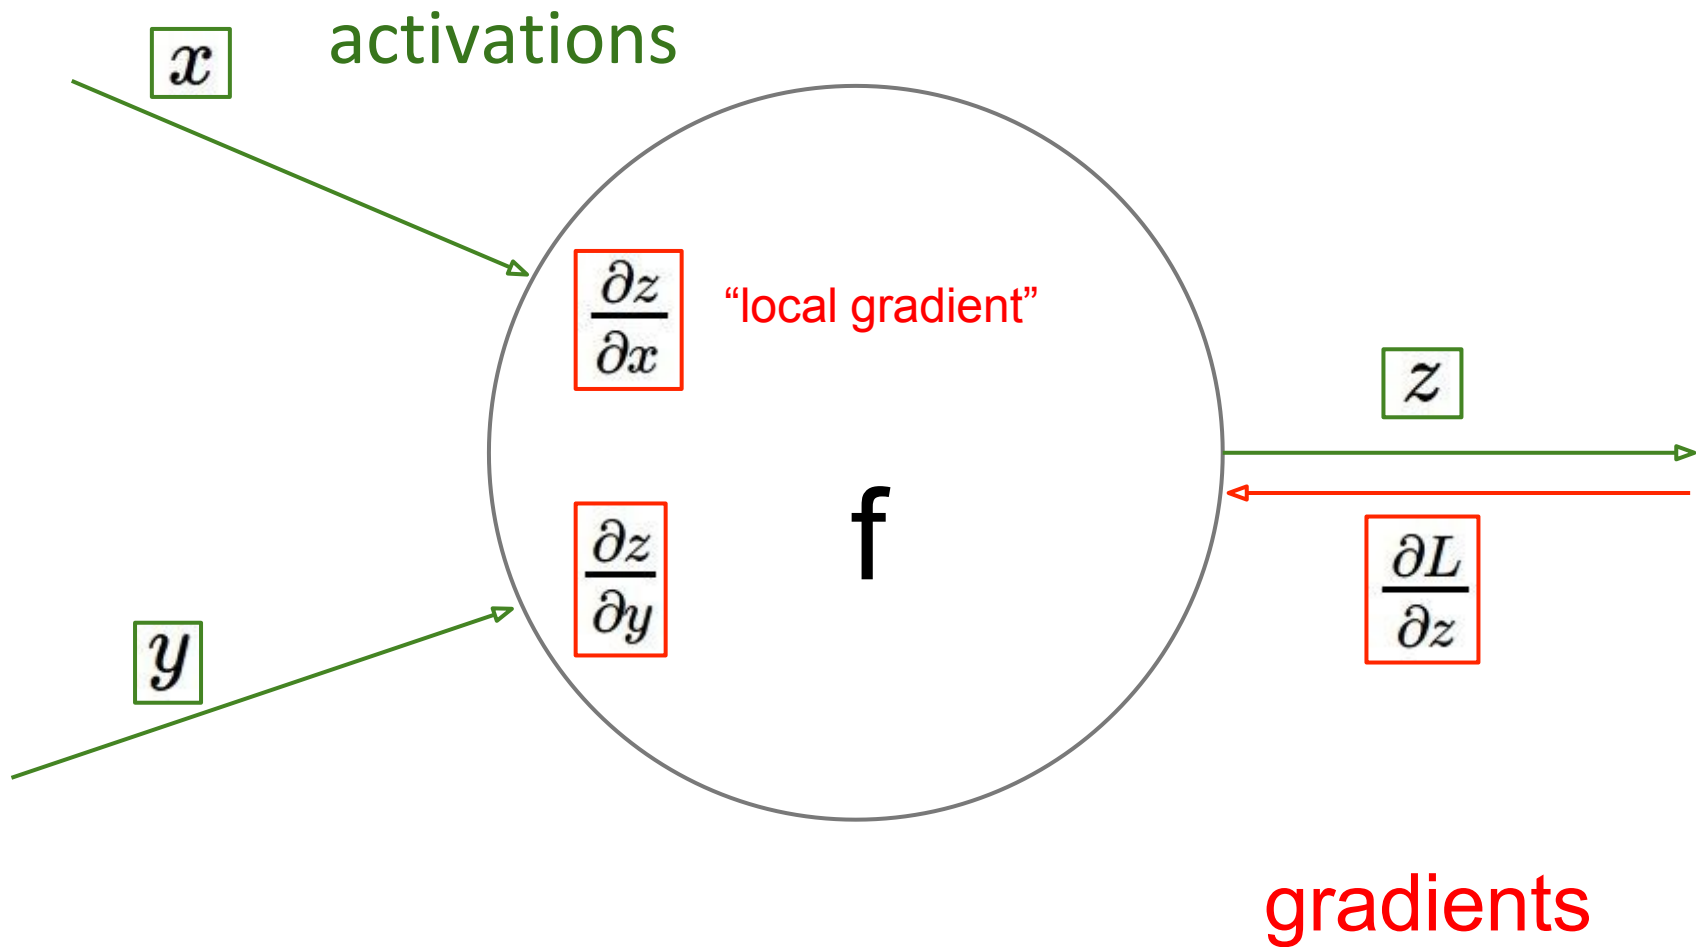 activations
x
∂z
∂x
“local gradient”
z
f
∂z
∂y
∂L
∂z
y
gradients